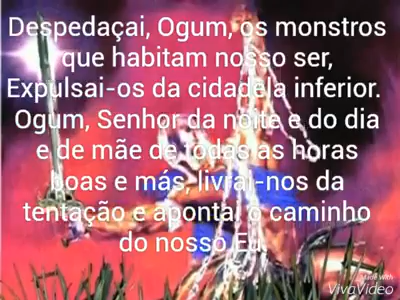 Despedaçai, Ogum, os monstros
que habitam nosso ser,
Expulsai-os da cidadela inferior.
Ogum, Senhor da noite e do dia
e de mãe de todas as horas
boas e más, livrai-nos da
tentação e apontai o caminho
do nosso Eu.
Made With
VivaVideo